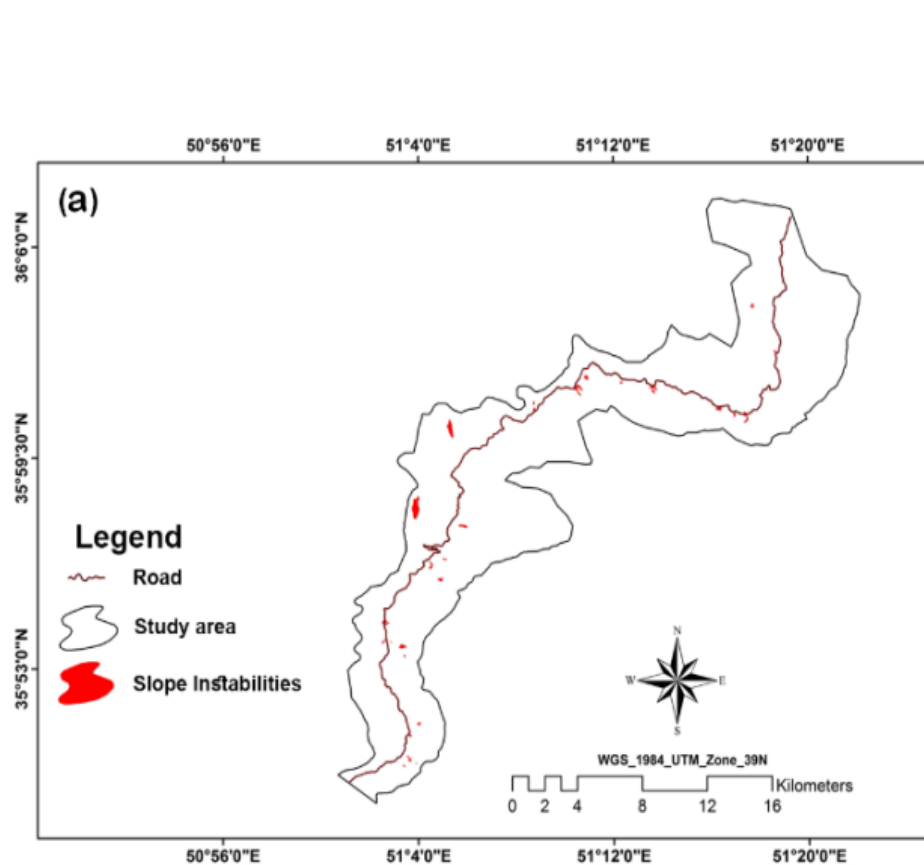 50°56'0"E 51°4'0"E 51°12'0"E 51°20'0"E
(a)
36°6'0"N
35°59'30"N
35°53'0"N
Legend
Road
Study area
Slope Instabilities
N
W E
S
WGS_1984_UTM_Zone_39N
Kilometers
0 2 4 8 12 16
50°56'0"E 51°4'0"E 51°12'0"E 51°20'0"E